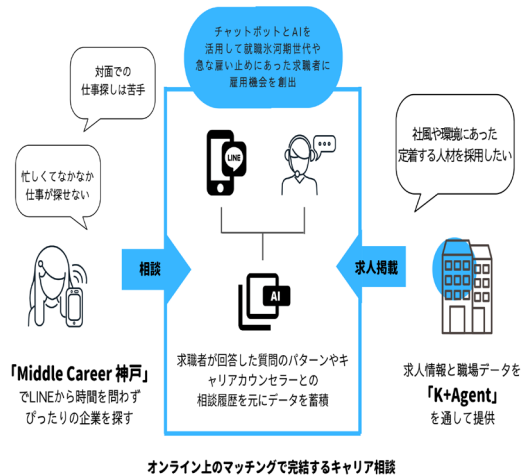 チャットボットとAIを
活用して就職氷河期世代や
急な雇い止めにあった求職者に
雇用機会を創出
対面での
仕事探しは苦手
忙しくてなかなか
仕事が探せない
社風や環境にあった
定着する人材を採用したい
LINE
相談
求人掲載
AI
「Middle Career 神戸」
でLINEから時間を問わず
ぴったりの企業を探す
求職者が回答した質問のパターンやキ
ャリアカウンセラーとの
相談履歴を元にデータを蓄積
求人情報と職場データを
「K+Agent」
を通して提供
オンライン上のマッチングで完結するキャリア相談